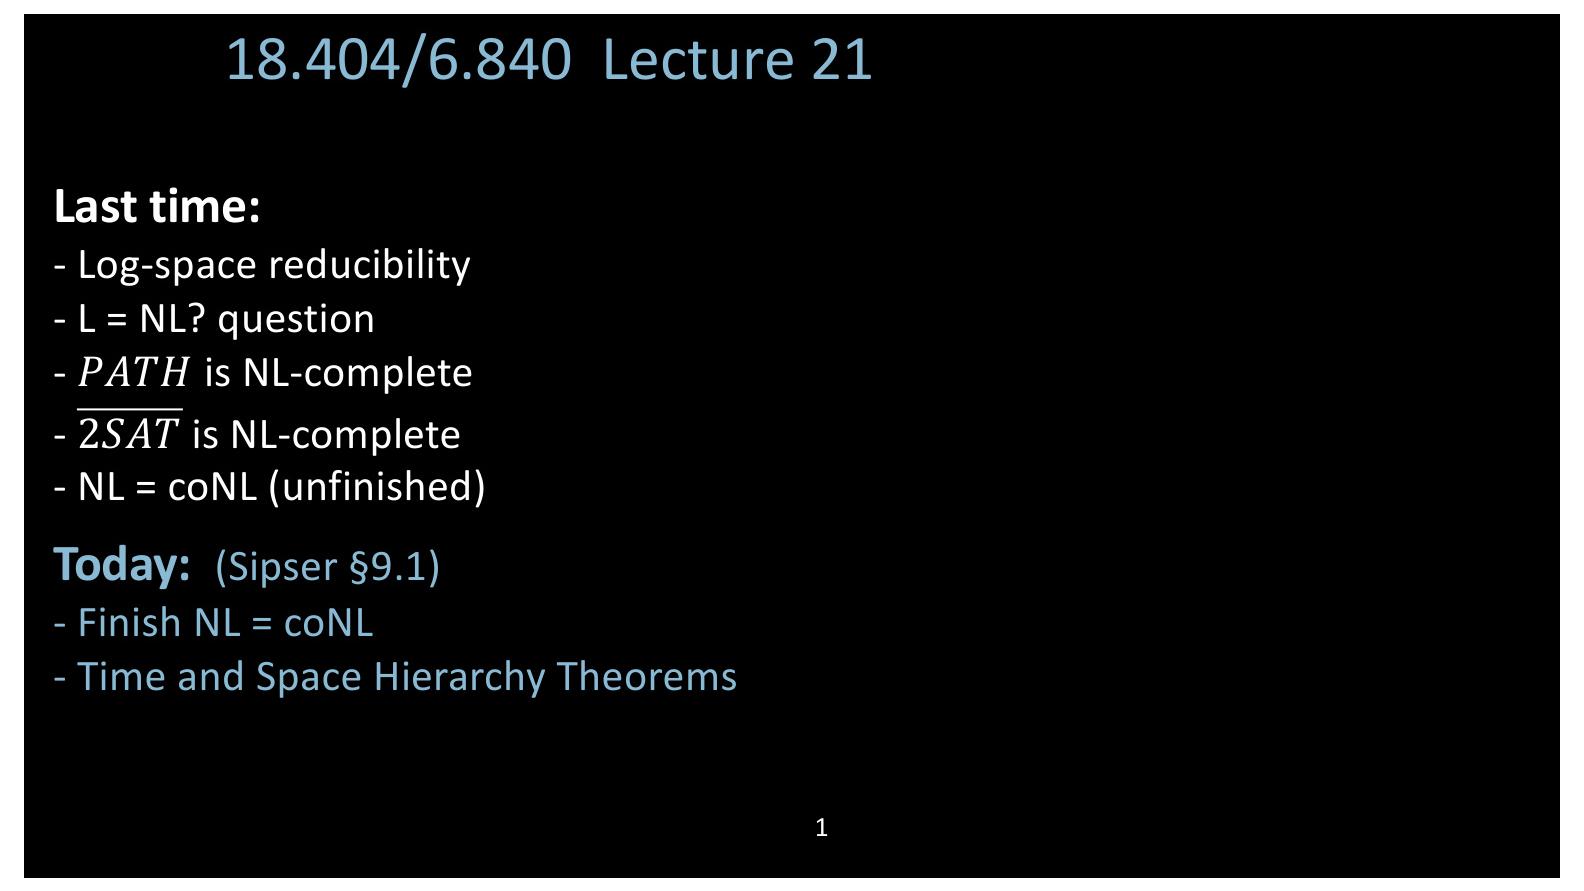 18.404/6.840 Lecture 21
Last time:
- Log-space reducibility
- L = NL? question
- 𝑃𝐴𝑇𝐻 is NL-complete
- $\overline{2SAT}$ is NL-complete
- NL = coNL (unfinished)
Today: (Sipser §9.1)
- Finish NL = coNL
- Time and Space Hierarchy Theorems
1